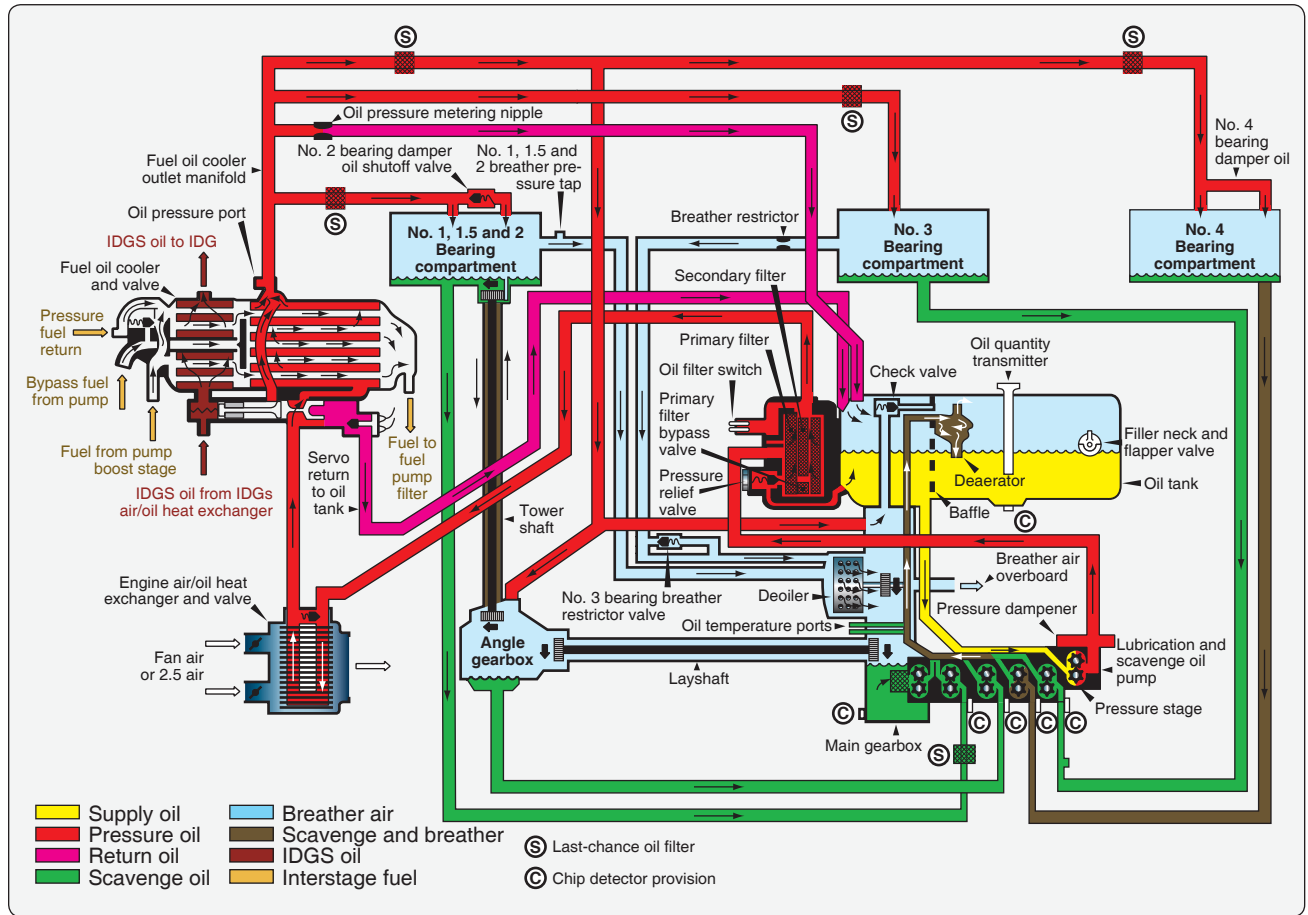 S
S
S
Oil pressure metering nipple
No. 2 bearing damper
oil shutoff valve
No. 1, 1.5 and
2 breather pre-
ssure tap
No. 4
bearing
damper oil
Fuel oil cooler
outlet manifold
S
Oil pressure port
Breather restrictor
IDGS oil to IDG
No. 1, 1.5 and 2
Bearing
compartment
No. 3
Bearing
compartment
No. 4
Bearing
compartment
Fuel oil cooler
and valve
Secondary filter
Pressure
fuel
return
Primary filter
Oil quantity
transmitter
Oil filter switch
Check valve
Bypass fuel
from pump
Primary
filter
bypass
valve
Fuel from pump
boost stage
Fuel to
fuel
pump
filter
Filler neck and
flapper valve
Servo
return
to oil
tank
Pressure
relief
valve
Deaerator
Oil tank
IDGS oil from IDGs
air/oil heat exchanger
Baffle
C
Tower
shaft
Breather air
overboard
Engine air/oil heat
exchanger and valve
No. 3 bearing breather
restrictor valve
Deoiler
Pressure dampener
Oil temperature ports
Lubrication and
scavenge oil
pump
Angle
gearbox
Fan air
or 2.5 air
Layshaft
Pressure stage
C
C
C
C
C
Main gearbox
S
Supply oil
Pressure oil
Return oil
Scavenge oil
Breather air
Scavenge and breather
IDGS oil
Interstage fuel
S Last-chance oil filter
C Chip detector provision